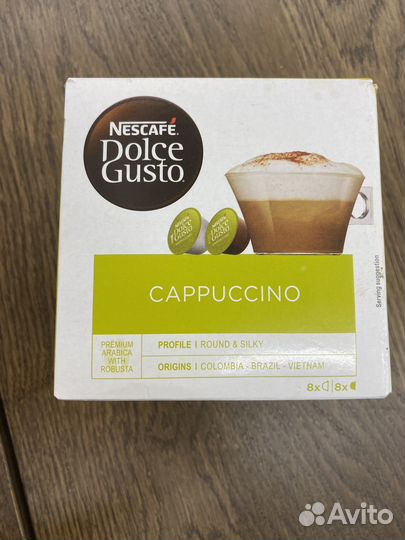 NESCAFÉ.
Dolce
Gusto
CAPPUCCINO
Serving suggestion
PREMIUM
ARABICA
WITH
ROBUSTA
PROFILE | ROUND & SILKY
ORIGINS | COLOMBIA - BRAZIL - VIETNAM
8x 8x
Avito